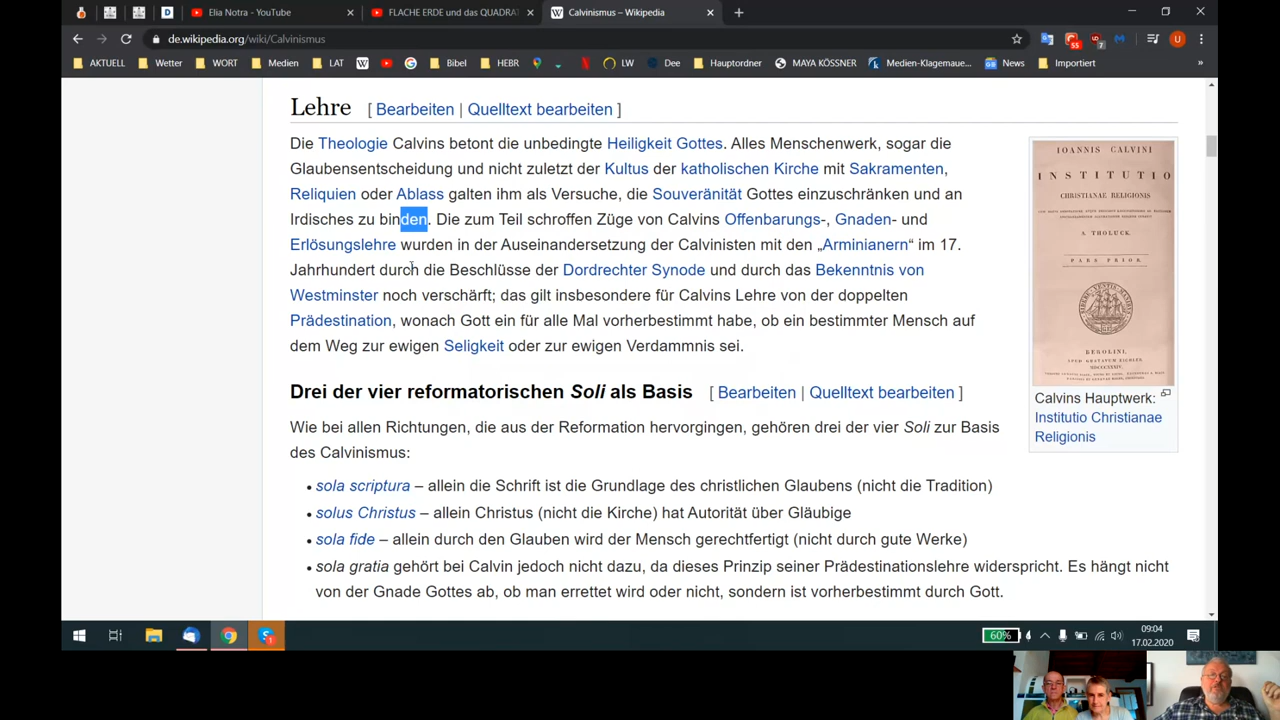 Elia Notra - YouTube
FLACHE ERDE und das QUADRAT
Calvinismus – Wikipedia
de.wikipedia.org/wiki/Calvinismus
AKTUELL Wetter WORT Medien LAT Bibel HEBR LW Dee Hauptordner MAYA KÖSSNER Medien-Klagemaue... News Importiert
Lehre [ Bearbeiten | Quelltext bearbeiten ]
Die Theologie Calvins betont die unbedingte Heiligkeit Gottes. Alles Menschenwerk, sogar die
Glaubensentscheidung und nicht zuletzt der Kultus der katholischen Kirche mit Sakramenten,
Reliquien oder Ablass galten ihm als Versuche, die Souveränität Gottes einzuschränken und an
Irdisches zu binden. Die zum Teil schroffen Züge von Calvins Offenbarungs-, Gnaden- und
Erlösungslehre wurden in der Auseinandersetzung der Calvinisten mit den „Arminianern“ im 17.
Jahrhundert durch die Beschlüsse der Dordrechter Synode und durch das Bekenntnis von
Westminster noch verschärft; das gilt insbesondere für Calvins Lehre von der doppelten
Prädestination, wonach Gott ein für alle Mal vorherbestimmt habe, ob ein bestimmter Mensch auf
dem Weg zur ewigen Seligkeit oder zur ewigen Verdammnis sei.
IOANNIS CALVINI
INSTITUTIO
CHRISTIANAE RELIGIONIS
A. THOLUCK.
PARS PRIOR.
BEROLINI,
Calvins Hauptwerk:
Institutio Christianae
Religionis
Drei der vier reformatorischen Soli als Basis [ Bearbeiten | Quelltext bearbeiten ]
Wie bei allen Richtungen, die aus der Reformation hervorgingen, gehören drei der vier Soli zur Basis
des Calvinismus:
• sola scriptura – allein die Schrift ist die Grundlage des christlichen Glaubens (nicht die Tradition)
• solus Christus – allein Christus (nicht die Kirche) hat Autorität über Gläubige
• sola fide – allein durch den Glauben wird der Mensch gerechtfertigt (nicht durch gute Werke)
• sola gratia gehört bei Calvin jedoch nicht dazu, da dieses Prinzip seiner Prädestinationslehre widerspricht. Es hängt nicht
von der Gnade Gottes ab, ob man errettet wird oder nicht, sondern ist vorherbestimmt durch Gott.
60%
09:04
17.02.2020